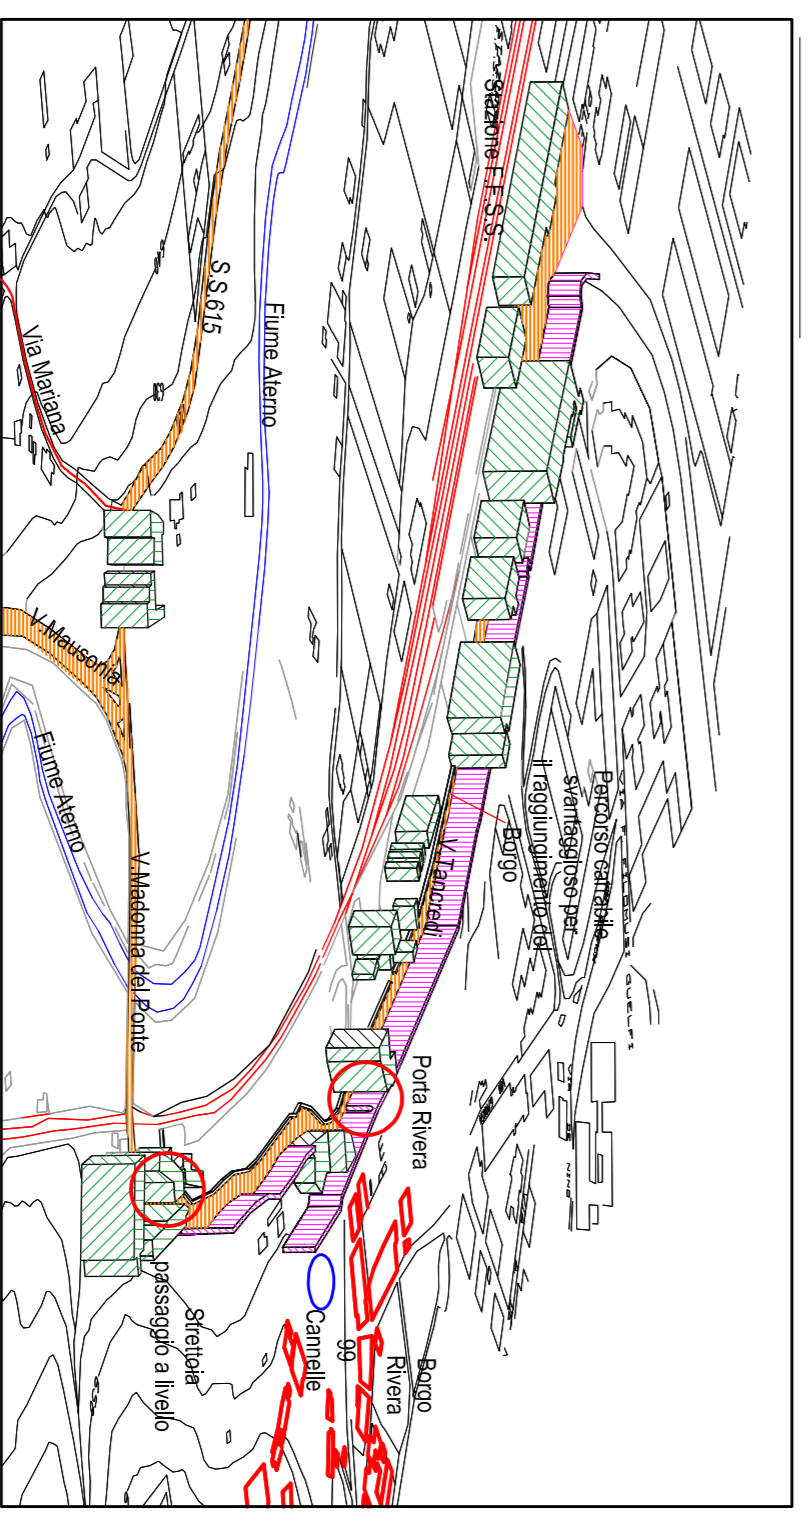 Stazione F.F.S.S.
S.S.615
Fiume Aterno
Via Mariana
V.Mausonia
Fiume Aterno
V.Madonna del Ponte
V.Tancredi
Percorso carrabile
svantaggioso per
il raggiungimento del
Borgo
Porta Rivera
Borgo
Rivera
99
Cannelle
Strettoia
passaggio a livello